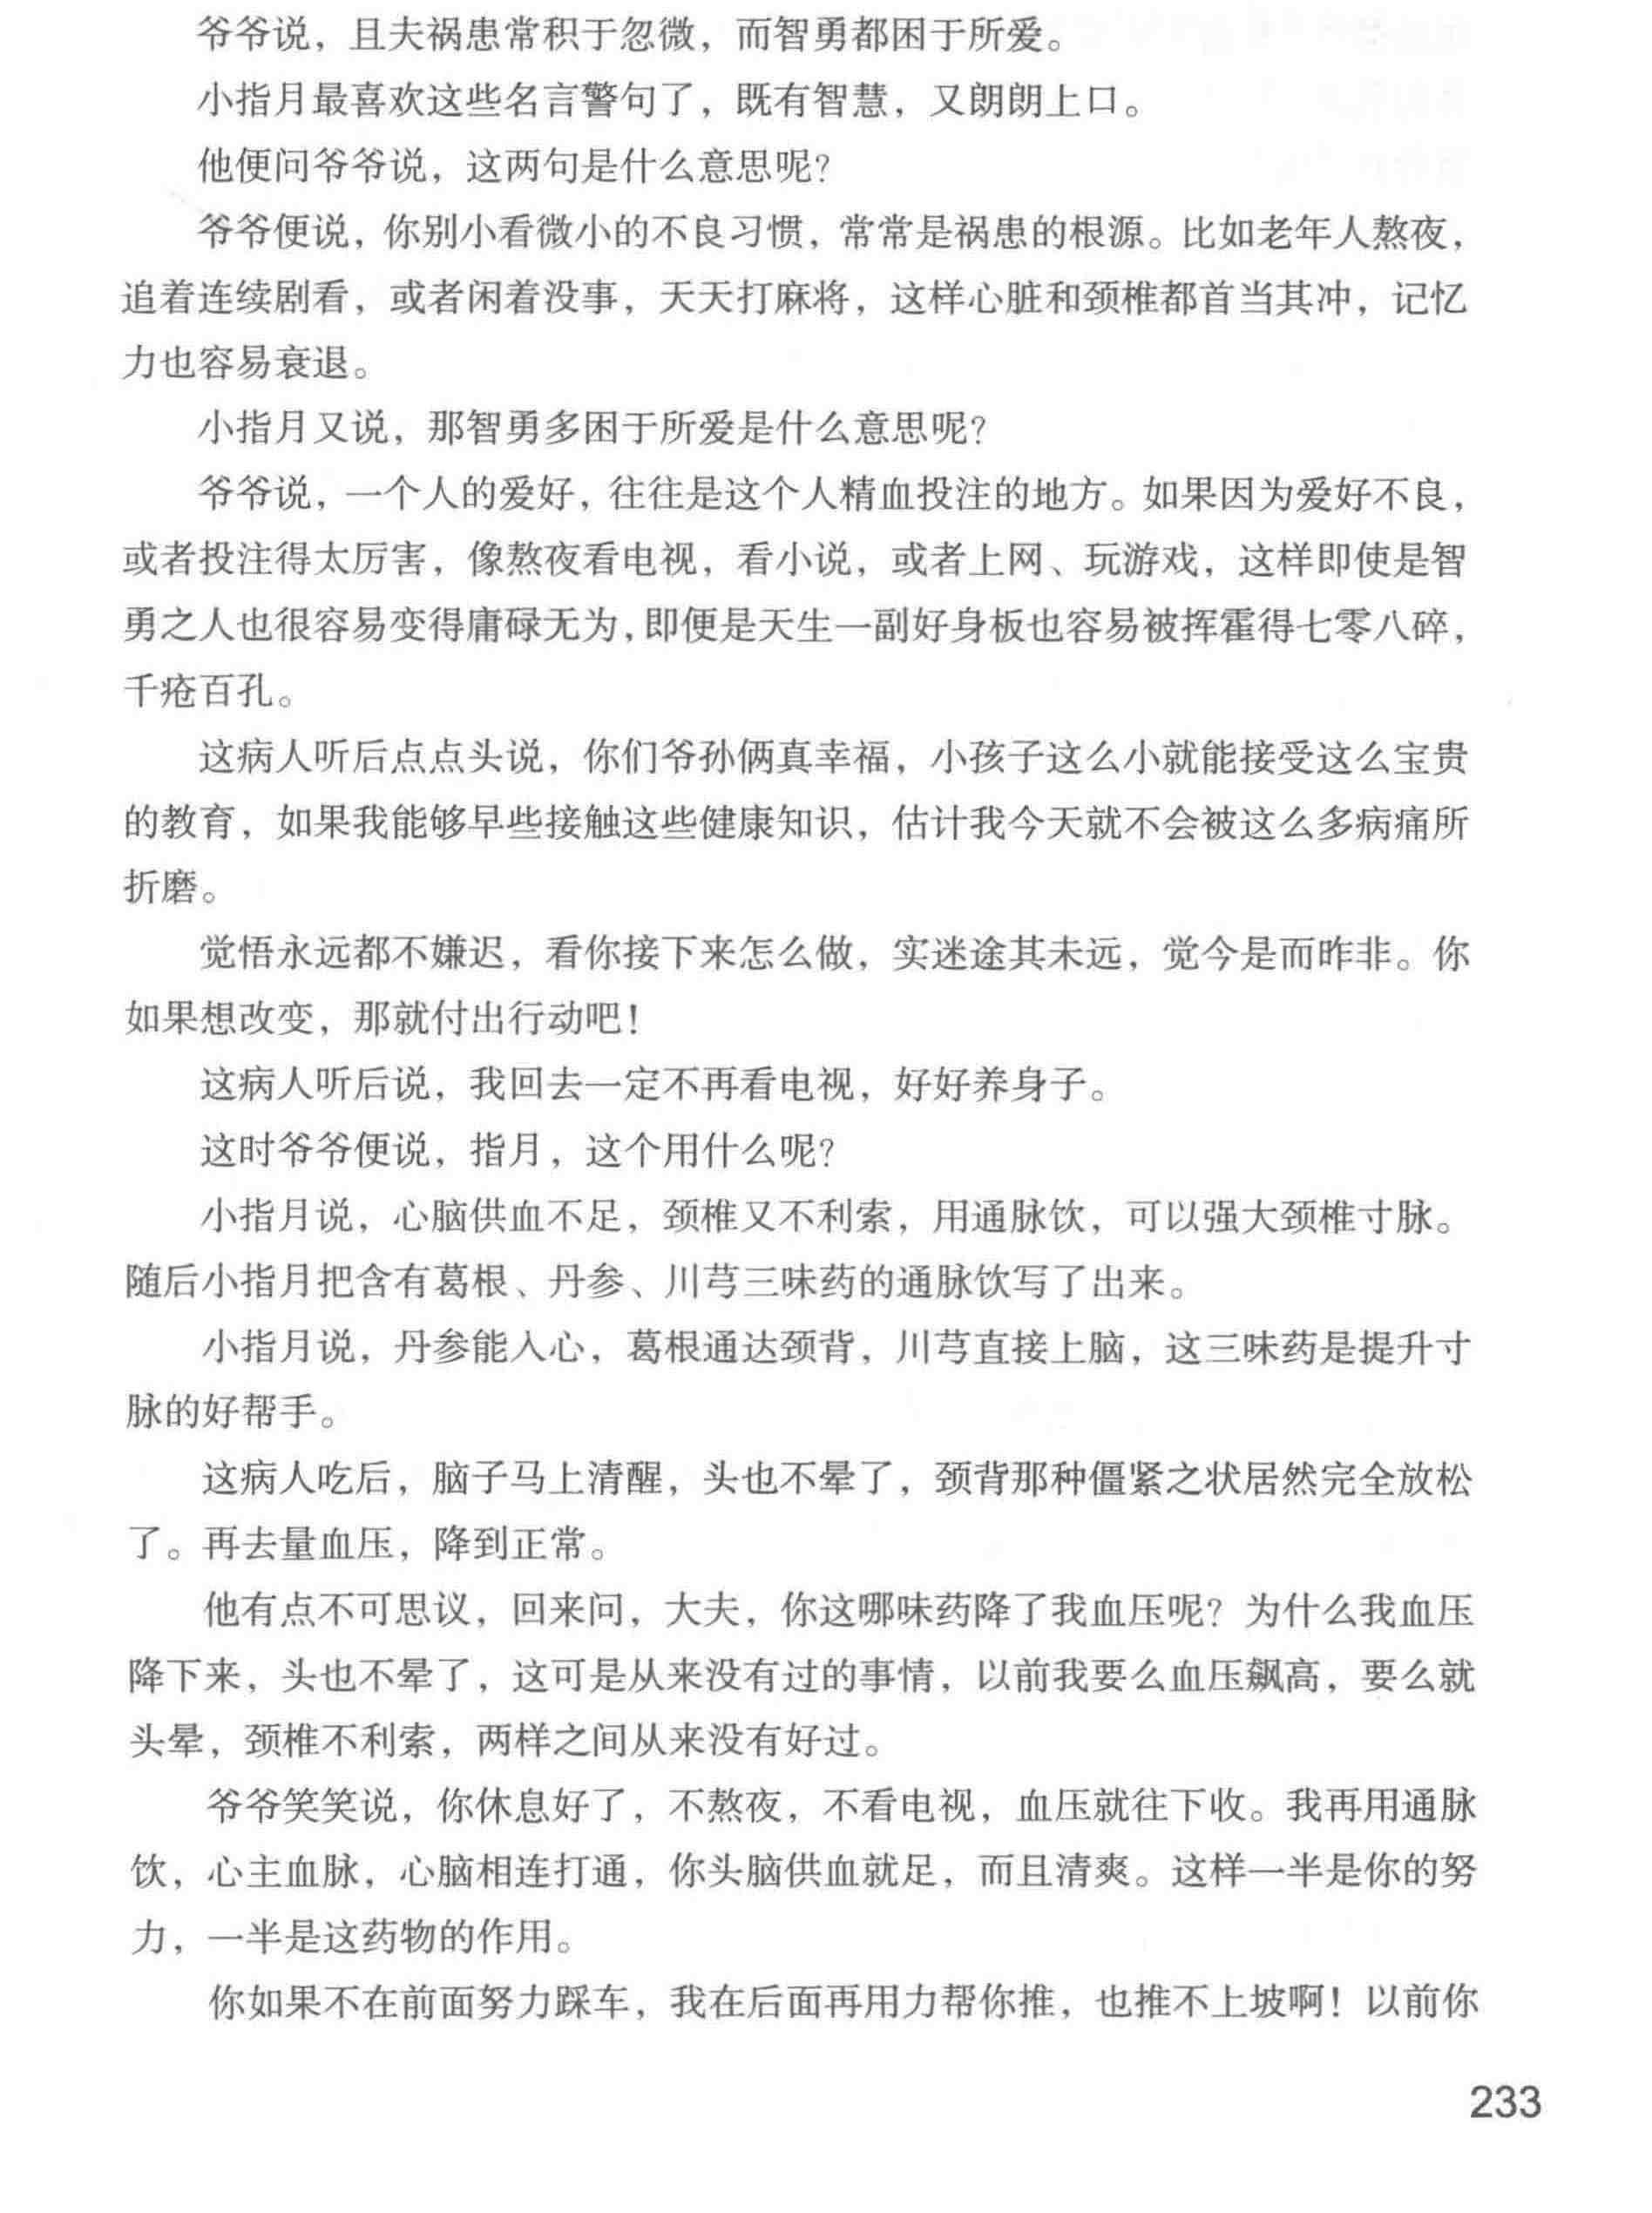 爷爷说，且夫祸患常积于忽微，而智勇都困于所爱。
小指月最喜欢这些名言警句了，既有智慧，又朗朗上口。
他便问爷爷说，这两句是什么意思呢？
爷爷便说，你别小看微小的不良习惯，常常是祸患的根源。比如老年人熬夜，
追着连续剧看，或者闲着没事，天天打麻将，这样心脏和颈椎都首当其冲，记忆
力也容易衰退。
小指月又说，那智勇多困于所爱是什么意思呢？
爷爷说，一个人的爱好，往往是这个人精血投注的地方。如果因为爱好不良，
或者投注得太厉害，像熬夜看电视，看小说，或者上网、玩游戏，这样即使是智
勇之人也很容易变得庸碌无为，即便是天生一副好身板也容易被挥霍得七零八碎，
千疮百孔。
这病人听后点点头说，你们爷孙俩真幸福，小孩子这么小就能接受这么宝贵
的教育，如果我能够早些接触这些健康知识，估计我今天就不会被这么多病痛所
折磨。
觉悟永远都不嫌迟，看你接下来怎么做，实迷途其未远，觉今是而昨非。你
如果想改变，那就付出行动吧！
这病人听后说，我回去一定不再看电视，好好养身子。
这时爷爷便说，指月，这个用什么呢？
小指月说，心脑供血不足，颈椎又不利索，用通脉饮，可以强大颈椎寸脉。
随后小指月把含有葛根、丹参、川芎三味药的通脉饮写了出来。
小指月说，丹参能入心，葛根通达颈背，川芎直接上脑，这三味药是提升寸
脉的好帮手。
这病人吃后，脑子马上清醒，头也不晕了，颈背那种僵紧之状居然完全放松
了。再去量血压，降到正常。
他有点不可思议，回来问，大夫，你这哪味药降了我血压呢？为什么我血压
降下来，头也不晕了，这可是从来没有过的事情，以前我要么血压飙高，要么就
头晕，颈椎不利索，两样之间从来没有好过。
爷爷笑笑说，你休息好了，不熬夜，不看电视，血压就往下收。我再用通脉
饮，心主血脉，心脑相连打通，你头脑供血就足，而且清爽。这样一半是你的努
力，一半是这药物的作用。
你如果不在前面努力踩车，我在后面再用力帮你推，也推不上坡啊！以前你
233